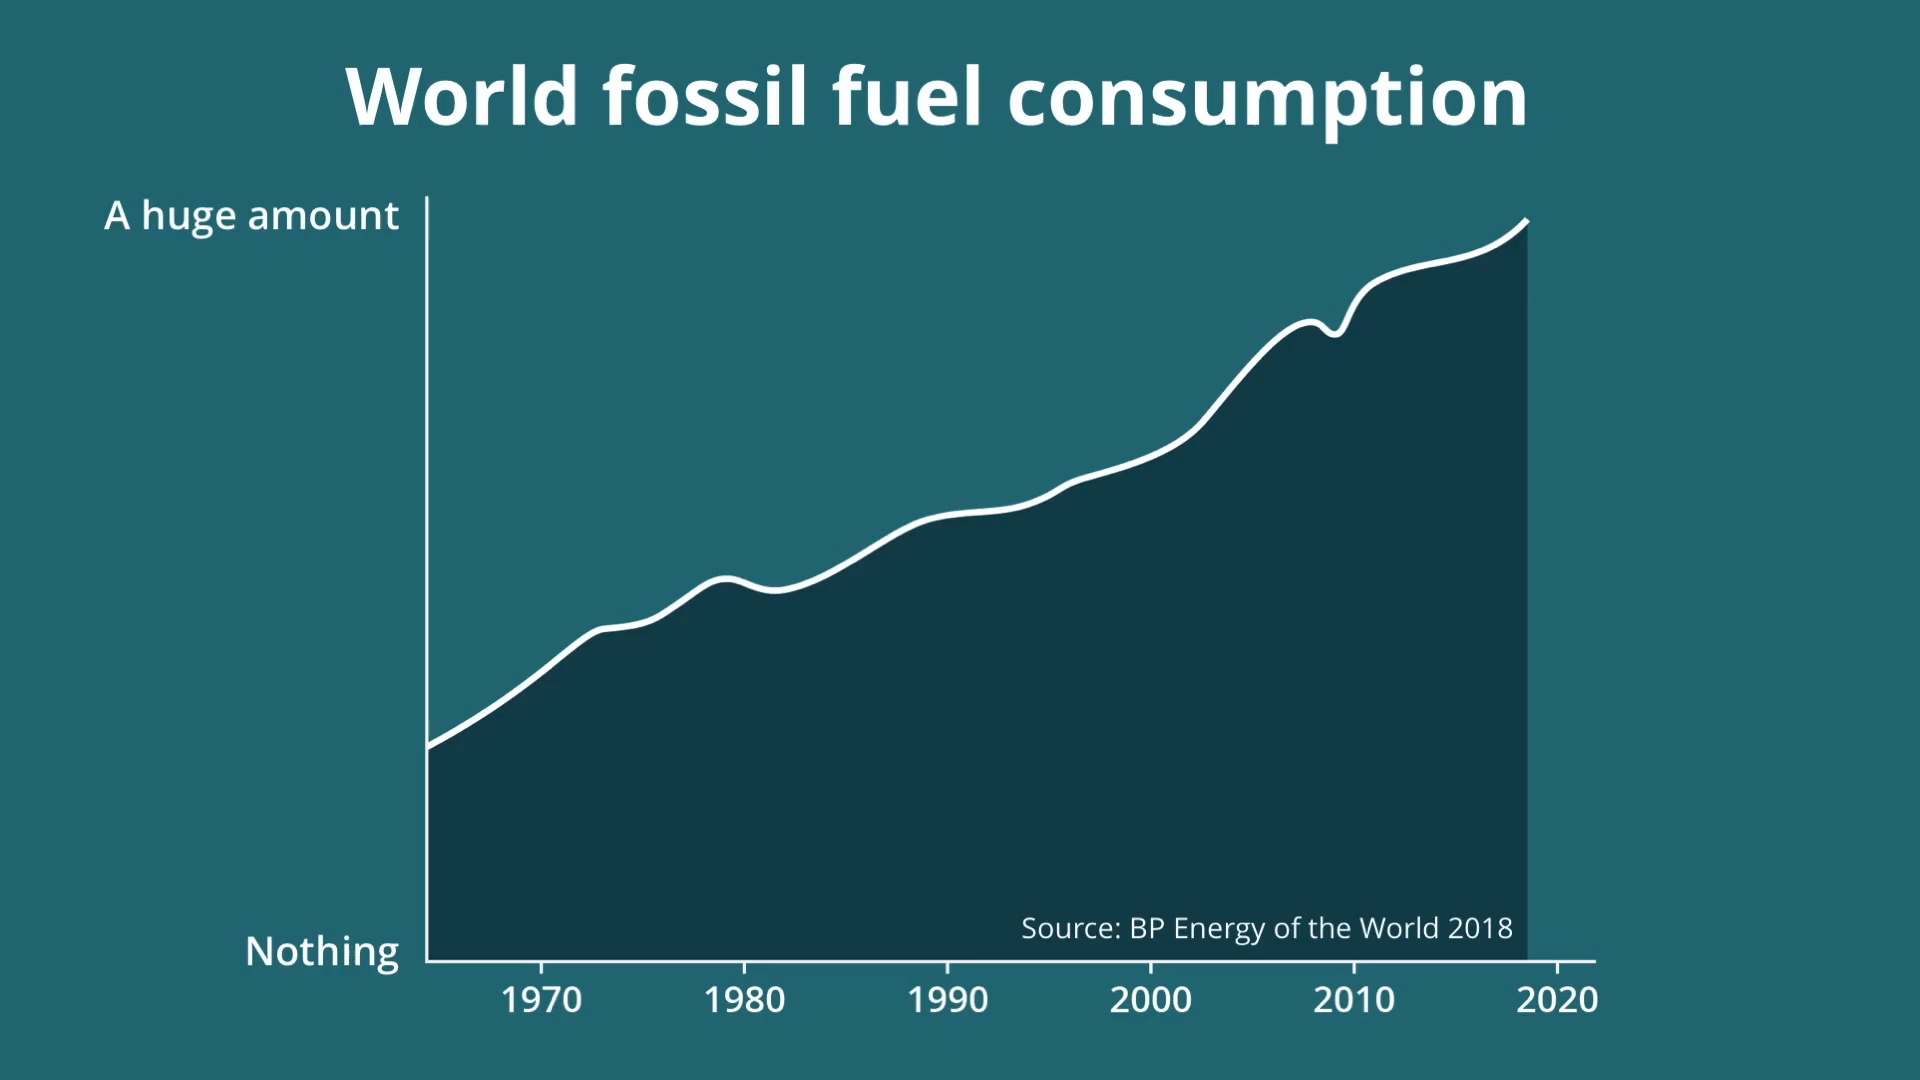 World fossil fuel consumption
A huge amount
Nothing
Source: BP Energy of the World 2018
1970 1980 1990 2000 2010 2020